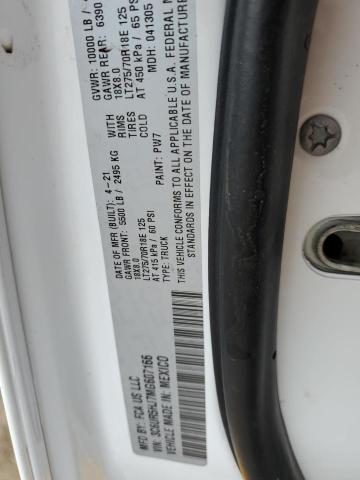 MFD BY: FCA US LLC
DATE OF MFR (BUILT): 4-21
GVWR: 10000 LB /
GAWR FRONT: 5500 LB / 2495 KG
WITH
GAWR REAR: 6390
18X8.0
RIMS
18X8.0
LT275/70R18E 125
TIRES
LT275/70R18E 125
AT 415 kPa / 60 PSI
COLD
AT 450 kPa / 65 PSI
THIS VEHICLE CONFORMS TO ALL APPLICABLE U.S.A. FEDERAL
STANDARDS IN EFFECT ON THE DATE OF MANUFACTURE
VIN: 3C6UR5HJ7MG607166
TYPE: TRUCK
PAINT: PW7
MDH: 041305
VEHICLE MADE IN: MEXICO